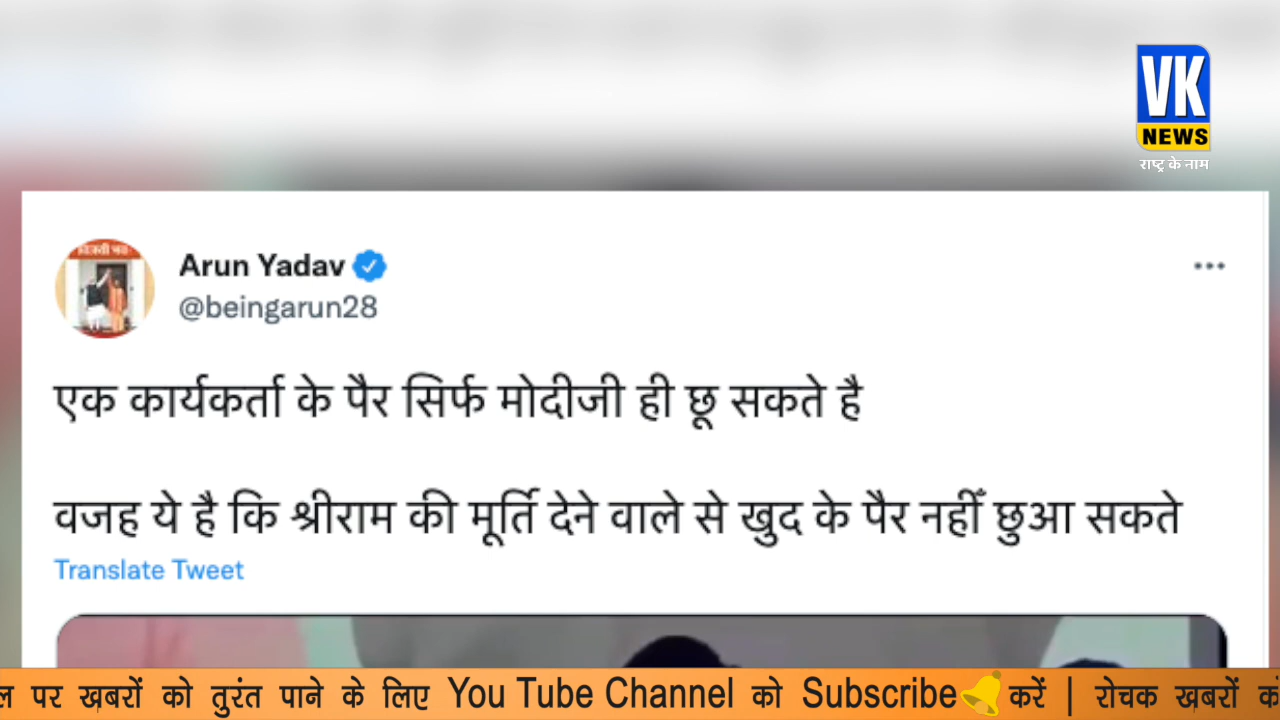 VK
NEWS
राष्ट्र के नाम
Arun Yadav
@beingarun28
एक कार्यकर्ता के पैर सिर्फ मोदीजी ही छू सकते है
वजह ये है कि श्रीराम की मूर्ति देने वाले से खुद के पैर नहीं छुआ सकते
Translate Tweet
पर ख़बरों को तुरंत पाने के लिए You Tube Channel को Subscribe करें | रोचक ख़बरों